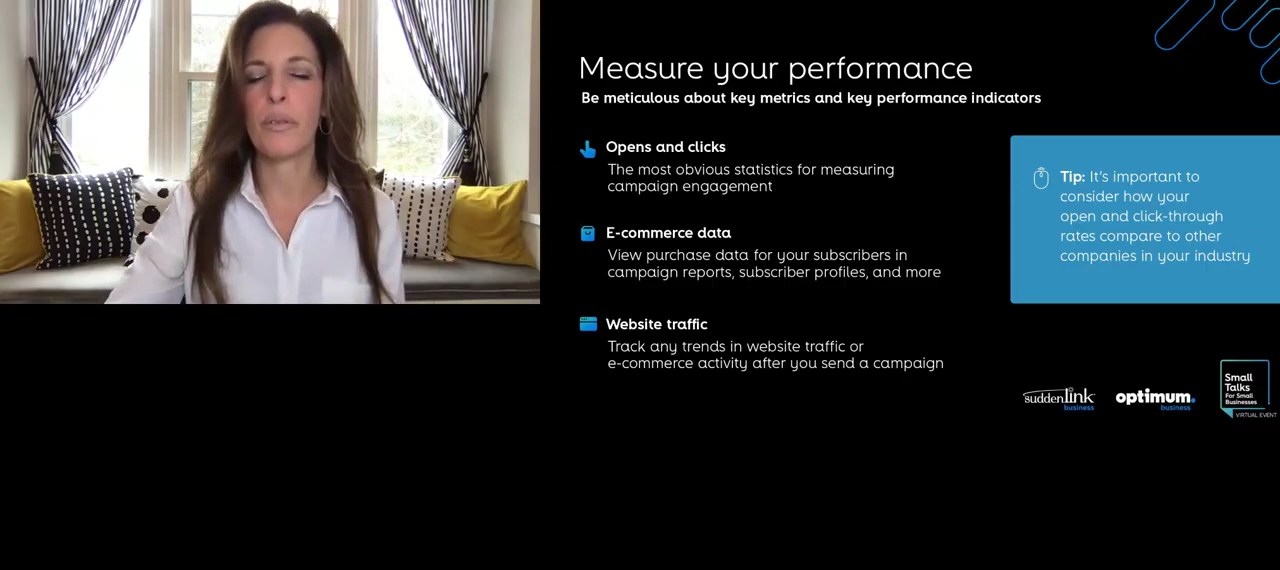 Measure your performance
Be meticulous about key metrics and key performance indicators
Opens and clicks
The most obvious statistics for measuring
campaign engagement
E-commerce data
View purchase data for your subscribers in
campaign reports, subscriber profiles, and more
Website traffic
Track any trends in website traffic or
e-commerce activity after you send a campaign
Tip: It's important to
consider how your
open and click-through
rates compare to other
companies in your industry
suddenlink
business
optimum.
business
Small
Talks
For Small
Businesses
VIRTUAL EVENT